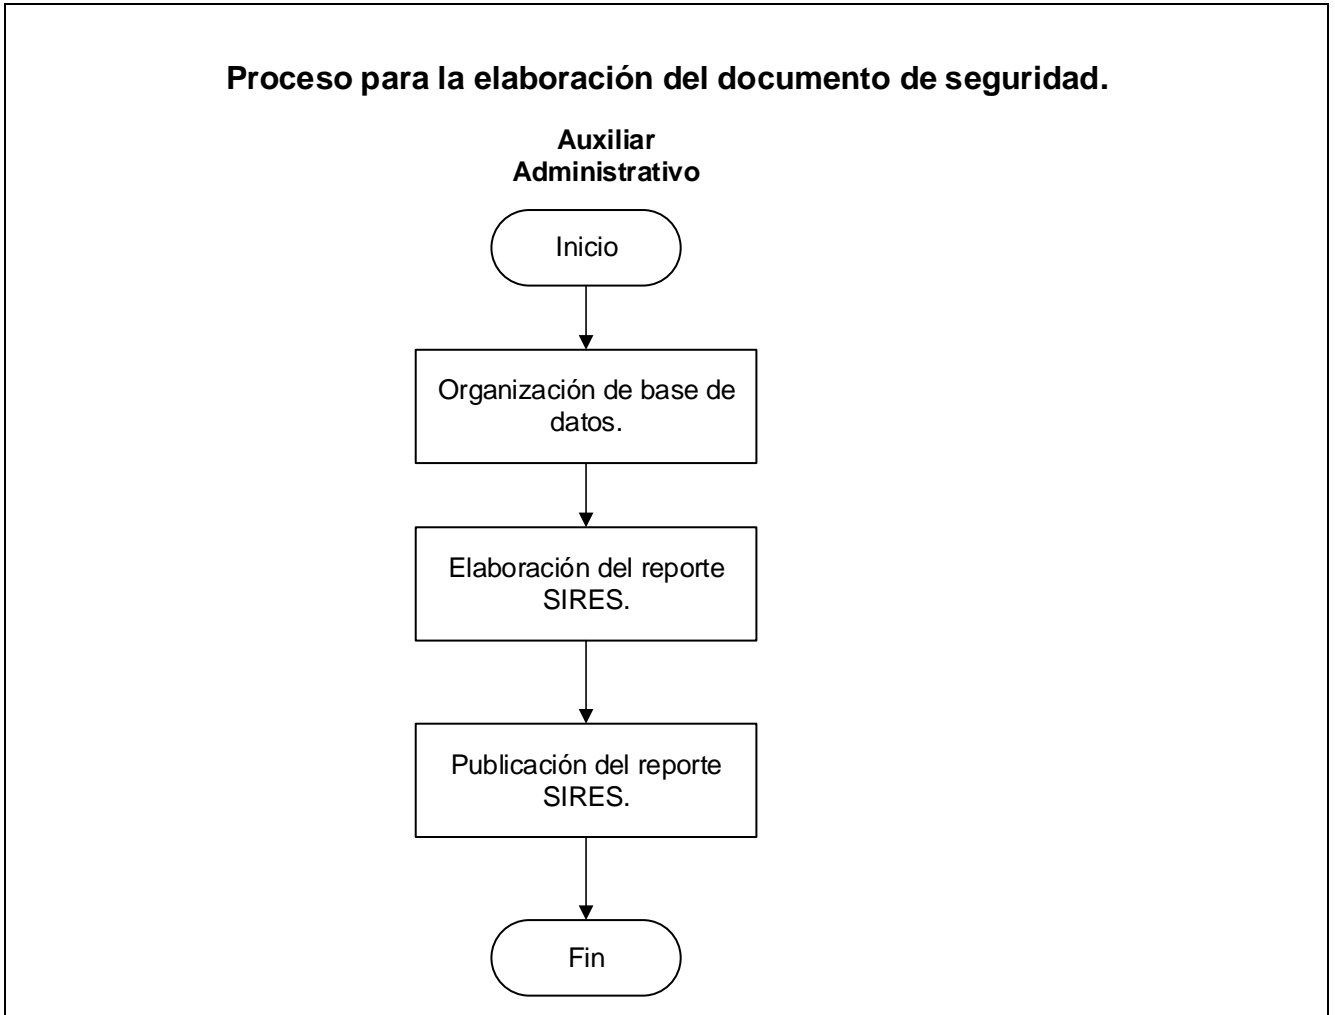 Proceso para la elaboración del documento de seguridad.
Auxiliar
Administrativo
Inicio
Organización de base de
datos.
Elaboración del reporte
SIRES.
Publicación del reporte
SIRES.
Fin